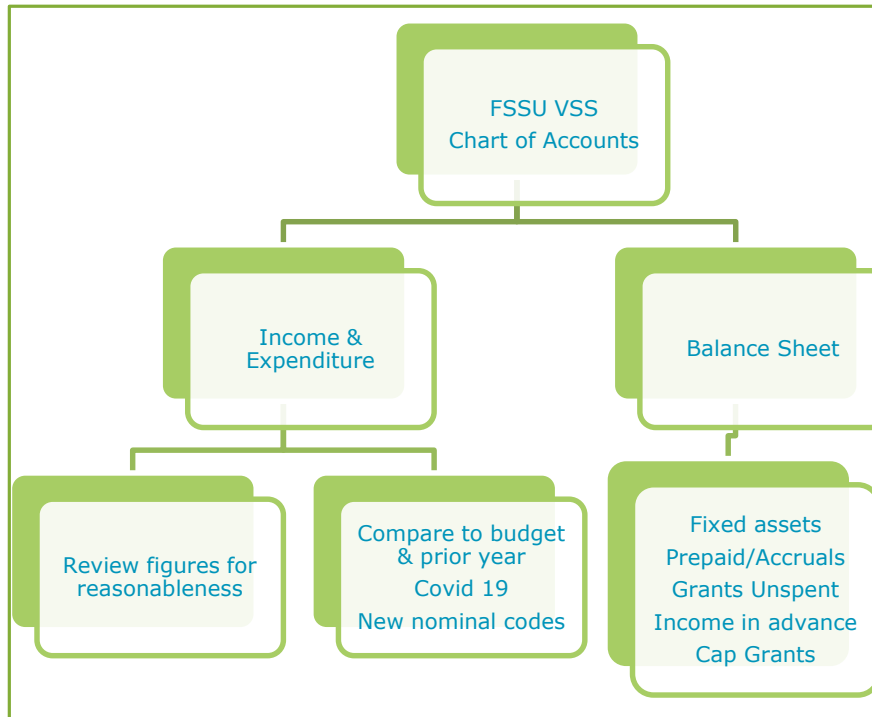 FSSU VSS
Chart of Accounts
Income &
Expenditure
Balance Sheet
Review figures for
reasonableness
Compare to budget
& prior year
Covid 19
New nominal codes
Fixed assets
Prepaid/Accruals
Grants Unspent
Income in advance
Cap Grants